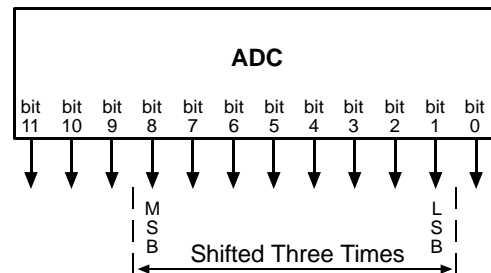 ADC
bit bit bit bit bit bit bit bit bit bit bit bit
11 10 9 8 7 6 5 4 3 2 1 0
MSB LSB
Shifted Three Times